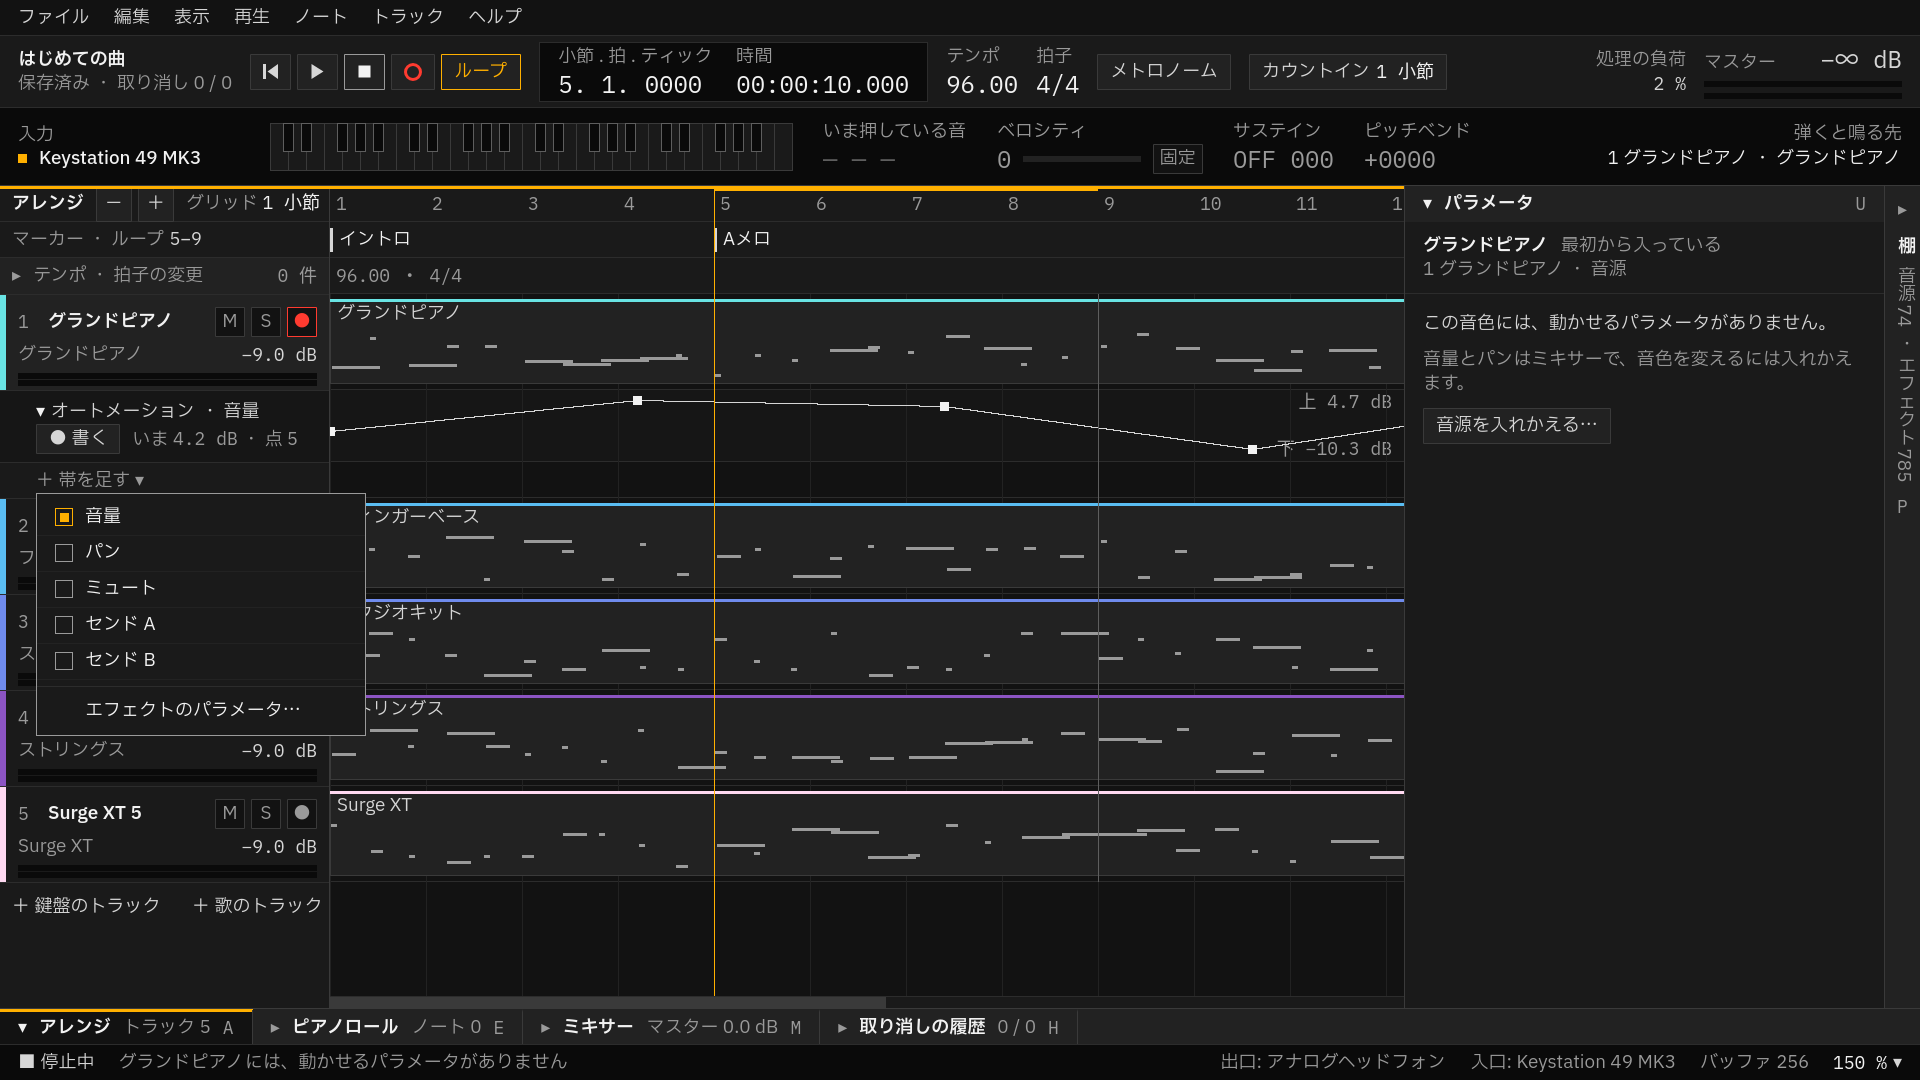 ファイル 編集 表示 再生 ノート トラック ヘルプ
はじめての曲
保存済み · 取り消し 0 / 0
ループ
小節 . 拍 . ティック 時間
5. 1. 0000 00:00:10.000
テンポ 拍子
96.00 4/4
メトロノーム
カウントイン 1 小節
処理の負荷
2 %
マスター −∞ dB
入力
Keystation 49 MK3
いま押している音
— — —
ベロシティ
0 固定
サステイン
OFF 000
ピッチベンド
+0000
弾くと鳴る先
1 グランドピアノ · グランドピアノ
アレンジ − + グリッド 1 小節
1 2 3 4 5 6 7 8 9 10 11 1
マーカー · ループ 5–9
イントロ Aメロ
▸ テンポ · 拍子の変更 0 件
96.00 • 4/4
1 グランドピアノ M S
グランドピアノ −9.0 dB
グランドピアノ
▾ オートメーション · 音量
● 書く いま 4.2 dB · 点 5
上 4.7 dB
下 −10.3 dB
+ 帯を足す ▾
音量
パン
ミュート
センド A
センド B
エフェクトのパラメータ…
2
フ
ィンガーベース
3
ス
タジオキット
4
トリングス
ストリングス −9.0 dB
5 Surge XT 5 M S
Surge XT −9.0 dB
Surge XT
+ 鍵盤のトラック + 歌のトラック
▾ パラメータ U
グランドピアノ 最初から入っている
1 グランドピアノ · 音源
この音色には、動かせるパラメータがありません。
音量とパンはミキサーで、音色を変えるには入れかえ
ます。
音源を入れかえる…
▸ 棚 音源 74 · エフェクト 785 P
▾ アレンジ トラック 5 A
▸ ピアノロール ノート 0 E
▸ ミキサー マスター 0.0 dB M
▸ 取り消しの履歴 0 / 0 H
■ 停止中 グランドピアノには、動かせるパラメータがありません
出口: アナログヘッドフォン 入口: Keystation 49 MK3 バッファ 256 150 % ▾